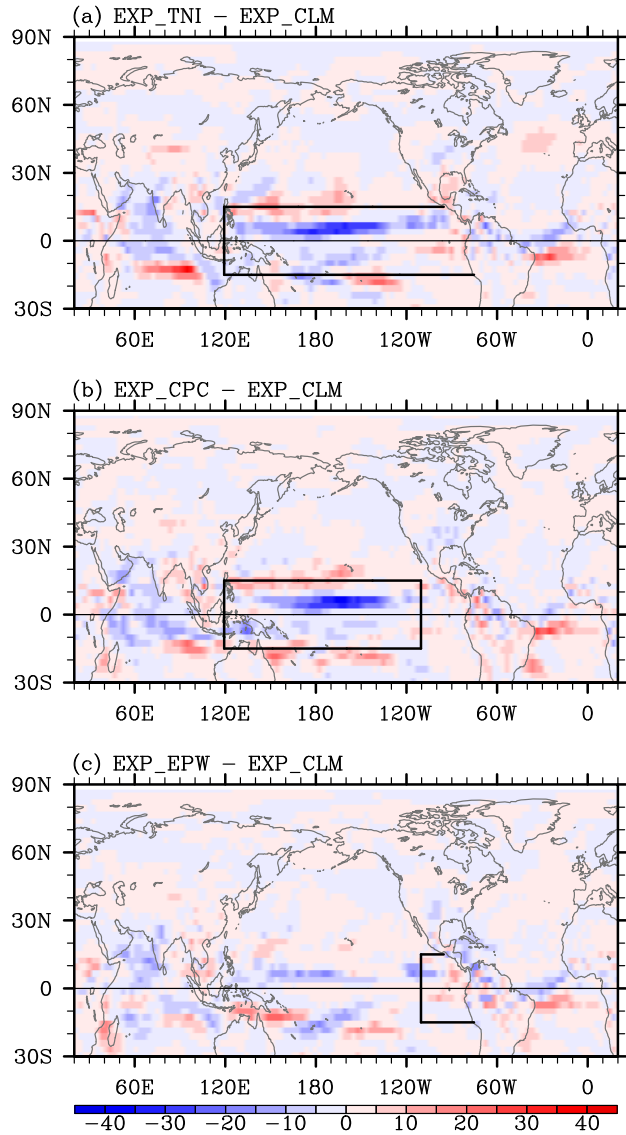 (a) EXP_TNI − EXP_CLM
90N
60N
30N
0
30S
60E 120E 180 120W 60W 0
(b) EXP_CPC − EXP_CLM
90N
60N
30N
0
30S
60E 120E 180 120W 60W 0
(c) EXP_EPW − EXP_CLM
90N
60N
30N
0
30S
60E 120E 180 120W 60W 0
−40 −30 −20 −10 0 10 20 30 40